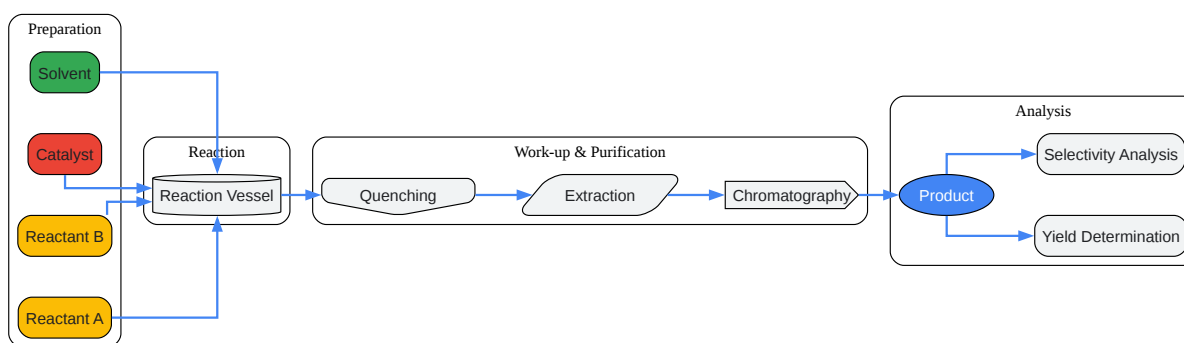 Preparation
Solvent
Catalyst
Reactant B
Reactant A
Reaction
Reaction Vessel
Work-up & Purification
Quenching
Extraction
Chromatography
Analysis
Product
Selectivity Analysis
Yield Determination